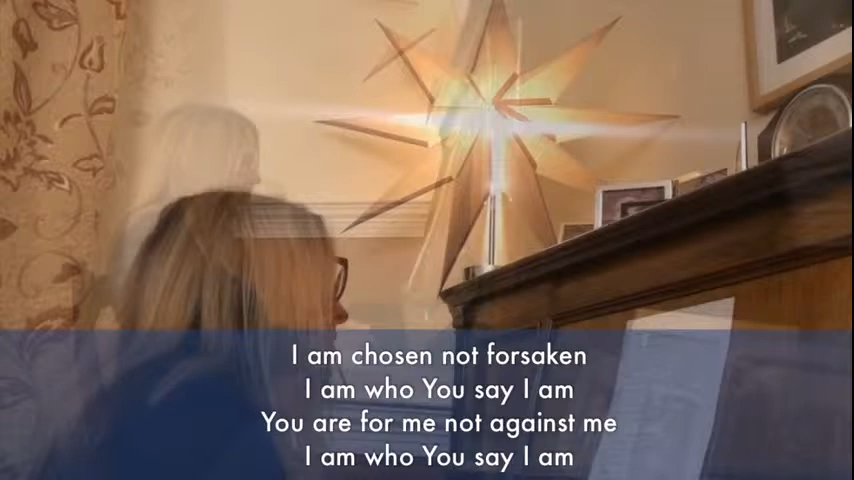 I am chosen not forsaken
I am who You say I am
You are for me not against me
I am who You say I am